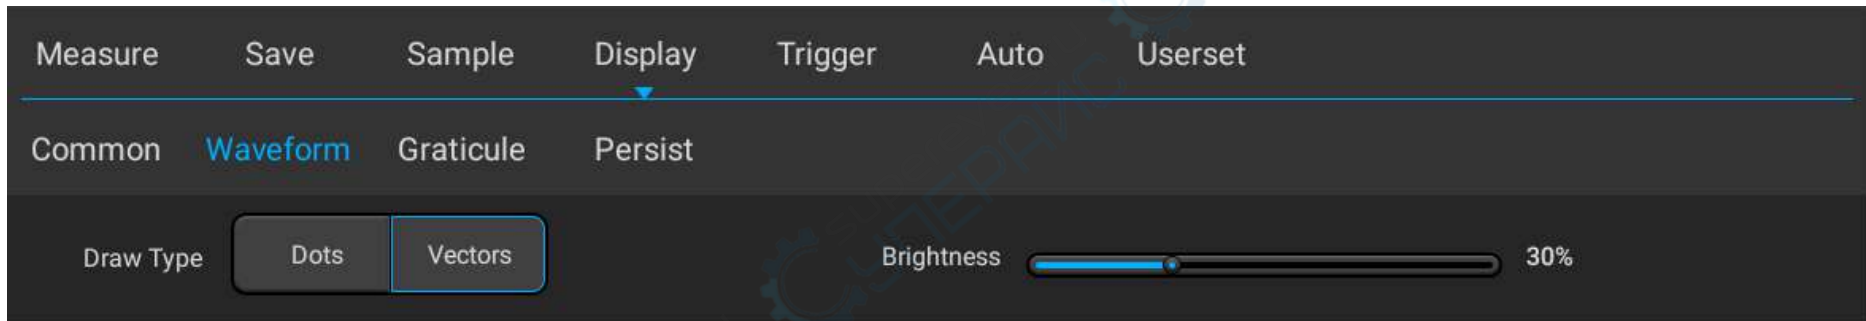 Measure Save Sample Display Trigger Auto Userset
Common Waveform Graticule Persist
Draw Type Dots Vectors Brightness 30%